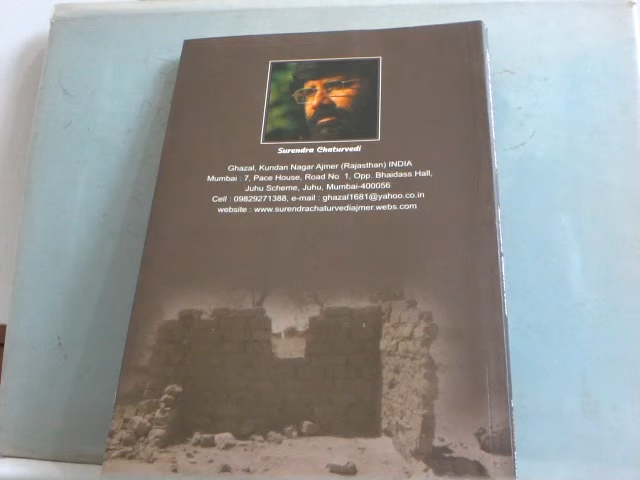 Surendra Chaturvedi
Ghazal, Kundan Nagar Ajmer (Rajasthan) INDIA
Mumbai : 7, Pace House, Road No. 1, Opp. Bhaidass Hall,
Juhu Scheme, Juhu, Mumbai-400056
Cell : 09829271388, e-mail : ghazal1681@yahoo.co.in
website : www.surendrachaturvediajmer.webs.com